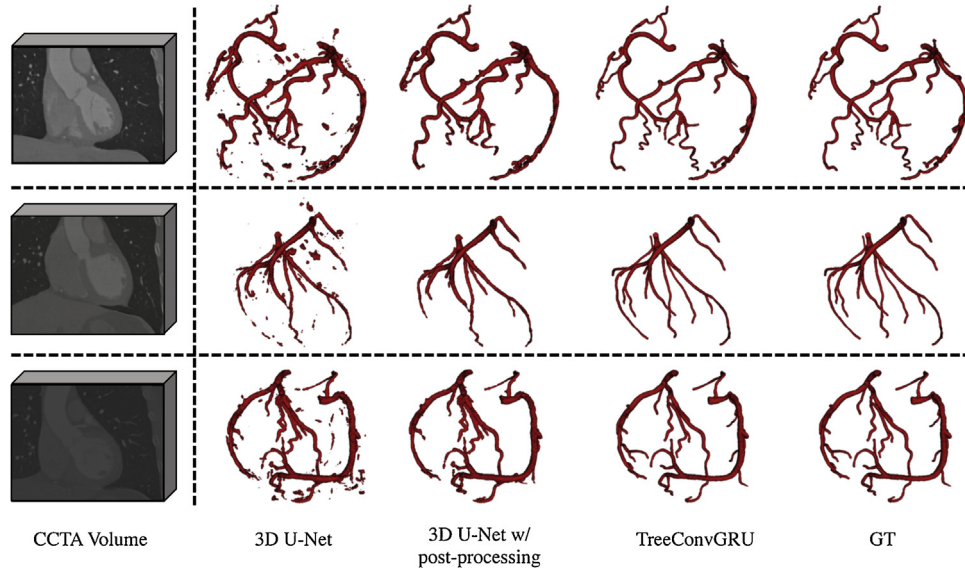 CCTA Volume
3D U-Net
3D U-Net w/
post-processing
TreeConvGRU
GT